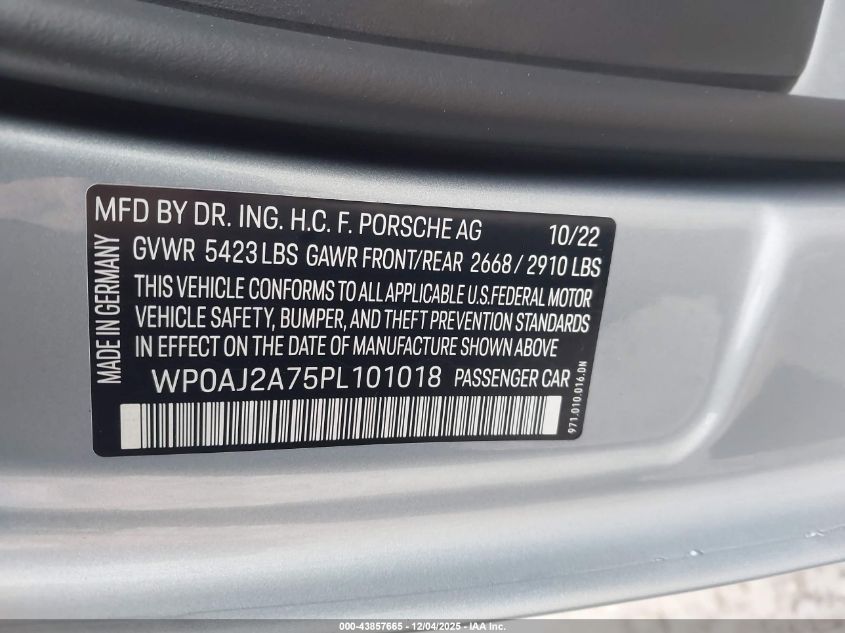 MFD BY DR. ING. H.C. F. PORSCHE AG 10/22
GVWR 5423 LBS GAWR FRONT/REAR 2668 / 2910 LBS
THIS VEHICLE CONFORMS TO ALL APPLICABLE U.S. FEDERAL MOTOR
VEHICLE SAFETY, BUMPER, AND THEFT PREVENTION STANDARDS
IN EFFECT ON THE DATE OF MANUFACTURE SHOWN ABOVE
WP0AJ2A75PL101018 PASSENGER CAR
MADE IN GERMANY
971.010.016.DN
000-43857665 - 12/04/2025 - IAA Inc.